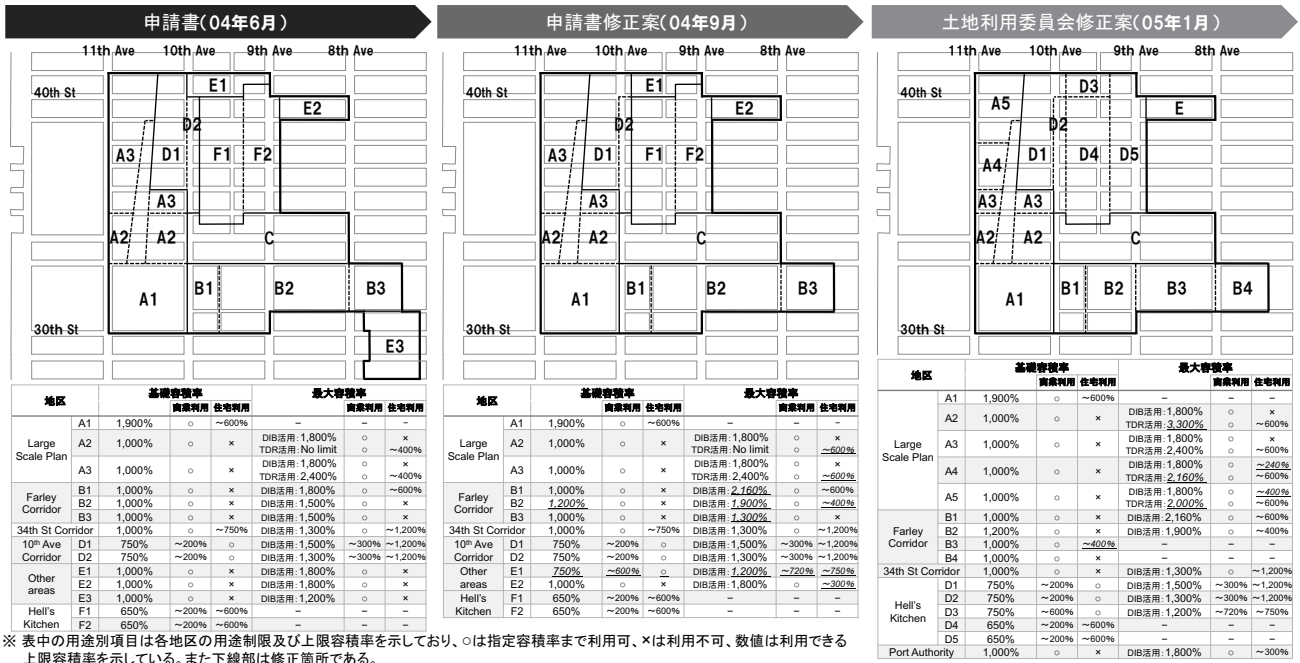 申請書(04年6月)
申請書修正案(04年9月)
土地利用委員会修正案(05年1月)
11th Ave 10th Ave 9th Ave 8th Ave
40th St
E1
E2
D2
A3 D1 F1 F2
A3
A2 A2 C
A1 B1 B2 B3
30th St
E3
11th Ave 10th Ave 9th Ave 8th Ave
40th St
E1
E2
D2
A3 D1 F1 F2
A3
A2 A2 C
A1 B1 B2 B3
30th St
11th Ave 10th Ave 9th Ave 8th Ave
40th St
D3
A5 E
D2
A4 D1 D4 D5
A3 A3
A2 A2 C
A1 B1 B2 B3 B4
30th St
地区 基礎容積率 最大容積率
商業利用 住宅利用 商業利用 住宅利用
Large Scale Plan
A1 1,900% ○ ~600% – – –
A2 1,000% ○ × DIB活用:1,800% ○ ×
TDR活用:No limit ○ ~400%
A3 1,000% ○ × DIB活用:1,800% ○ ×
TDR活用:2,400% ○ ~400%
Farley Corridor
B1 1,000% ○ × DIB活用:1,800% ○ ~600%
B2 1,000% ○ × DIB活用:1,500% ○ ×
B3 1,000% ○ × DIB活用:1,500% ○ ×
34th St Corridor 1,000% ○ ~750% DIB活用:1,300% ○ ~1,200%
10th Ave Corridor
D1 750% ~200% ○ DIB活用:1,500% ~300% ~1,200%
D2 750% ~200% ○ DIB活用:1,300% ~300% ~1,200%
Other areas
E1 1,000% ○ × DIB活用:1,800% ○ ×
E2 1,000% ○ × DIB活用:1,800% ○ ×
E3 1,000% ○ × DIB活用:1,200% ○ ×
Hell's Kitchen
F1 650% ~200% ~600% – – –
F2 650% ~200% ~600% – – –
地区 基礎容積率 最大容積率
商業利用 住宅利用 商業利用 住宅利用
Large Scale Plan
A1 1,900% ○ ~600% – – –
A2 1,000% ○ × DIB活用:1,800% ○ ×
TDR活用:No limit ○ ~600%
A3 1,000% ○ × DIB活用:1,800% ○ ×
TDR活用:2,400% ○ ~600%
Farley Corridor
B1 1,000% ○ × DIB活用:2,160% ○ ~600%
B2 1,200% ○ × DIB活用:1,900% ○ ~400%
B3 1,000% ○ × DIB活用:1,300% ○ ×
34th St Corridor 1,000% ○ ~750% DIB活用:1,300% ○ ~1,200%
10th Ave Corridor
D1 750% ~200% ○ DIB活用:1,500% ~300% ~1,200%
D2 750% ~200% ○ DIB活用:1,300% ~300% ~1,200%
Other areas
E1 750% ~600% ○ DIB活用:1,200% ~720% ~750%
E2 1,000% ○ × DIB活用:1,800% ○ ~300%
Hell's Kitchen
F1 650% ~200% ~600% – – –
F2 650% ~200% ~600% – – –
地区 基礎容積率 最大容積率
商業利用 住宅利用 商業利用 住宅利用
Large Scale Plan
A1 1,900% ○ ~600% – – –
A2 1,000% ○ × DIB活用:1,800% ○ ×
TDR活用:3,300% ○ ~600%
A3 1,000% ○ × DIB活用:1,800% ○ ×
TDR活用:2,400% ○ ~600%
A4 1,000% ○ × DIB活用:1,800% ○ ~240%
TDR活用:2,160% ○ ~600%
A5 1,000% ○ × DIB活用:1,800% ○ ~400%
TDR活用:2,000% ○ ~600%
Farley Corridor
B1 1,000% ○ × DIB活用:2,160% ○ ~600%
B2 1,200% ○ × DIB活用:1,900% ○ ~400%
B3 1,000% ○ ~400% – – –
B4 1,000% ○ × – – –
34th St Corridor 1,000% ○ × DIB活用:1,300% ○ ~1,200%
Hell's Kitchen
D1 750% ~200% ○ DIB活用:1,500% ~300% ~1,200%
D2 750% ~200% ○ DIB活用:1,300% ~300% ~1,200%
D3 750% ~600% ○ DIB活用:1,200% ~720% ~750%
D4 650% ~200% ~600% – – –
D5 650% ~200% ~600% – – –
Port Authority 1,000% ○ × DIB活用:1,800% ○ ~300%
※ 表中の用途別項目は各地区の用途制限及び上限容積率を示しており、○は指定容積率まで利用可、×は利用不可、数値は利用できる
上限容積率を示している。また下線部は修正箇所である。